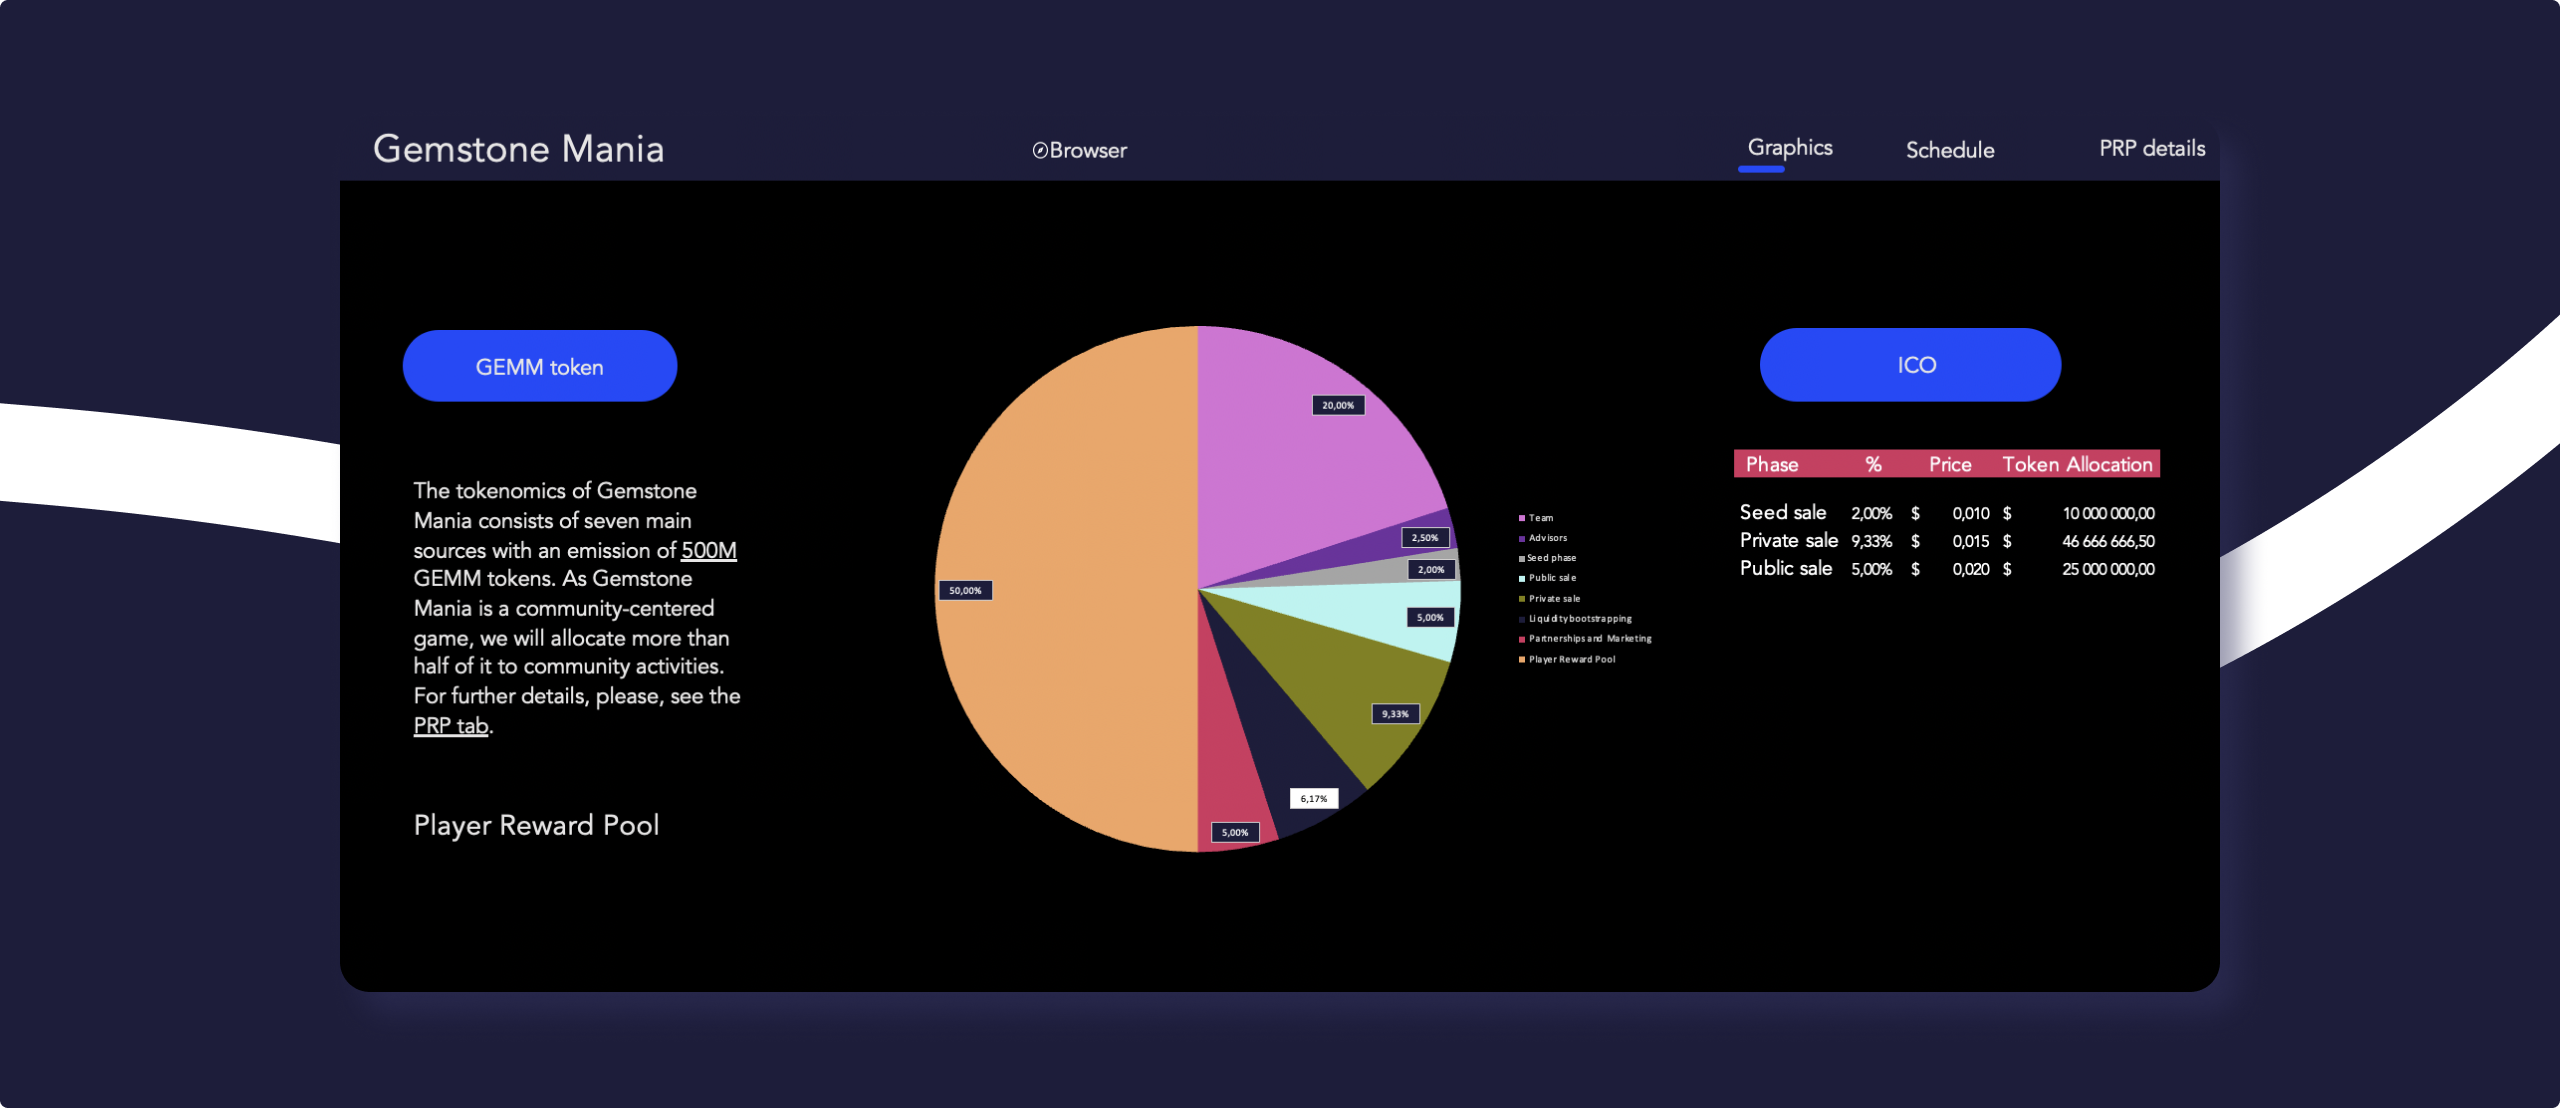 Gemstone Mania
Browser
Graphics
Schedule
PRP details
GEMM token
The tokenomics of Gemstone
Mania consists of seven main
sources with an emission of 500M
GEMM tokens. As Gemstone
Mania is a community-centered
game, we will allocate more than
half of it to community activities.
For further details, please, see the
PRP tab.
Player Reward Pool
20,00%
2,50%
2,00%
5,00%
9,33%
6,17%
5,00%
50,00%
Team
Advisors
Seed phase
Public sale
Private sale
Liquidity bootstrapping
Partnerships and Marketing
Player Reward Pool
ICO
Phase % Price Token Allocation
Seed sale 2,00% $ 0,010 $ 10 000 000,00
Private sale 9,33% $ 0,015 $ 46 666 666,50
Public sale 5,00% $ 0,020 $ 25 000 000,00